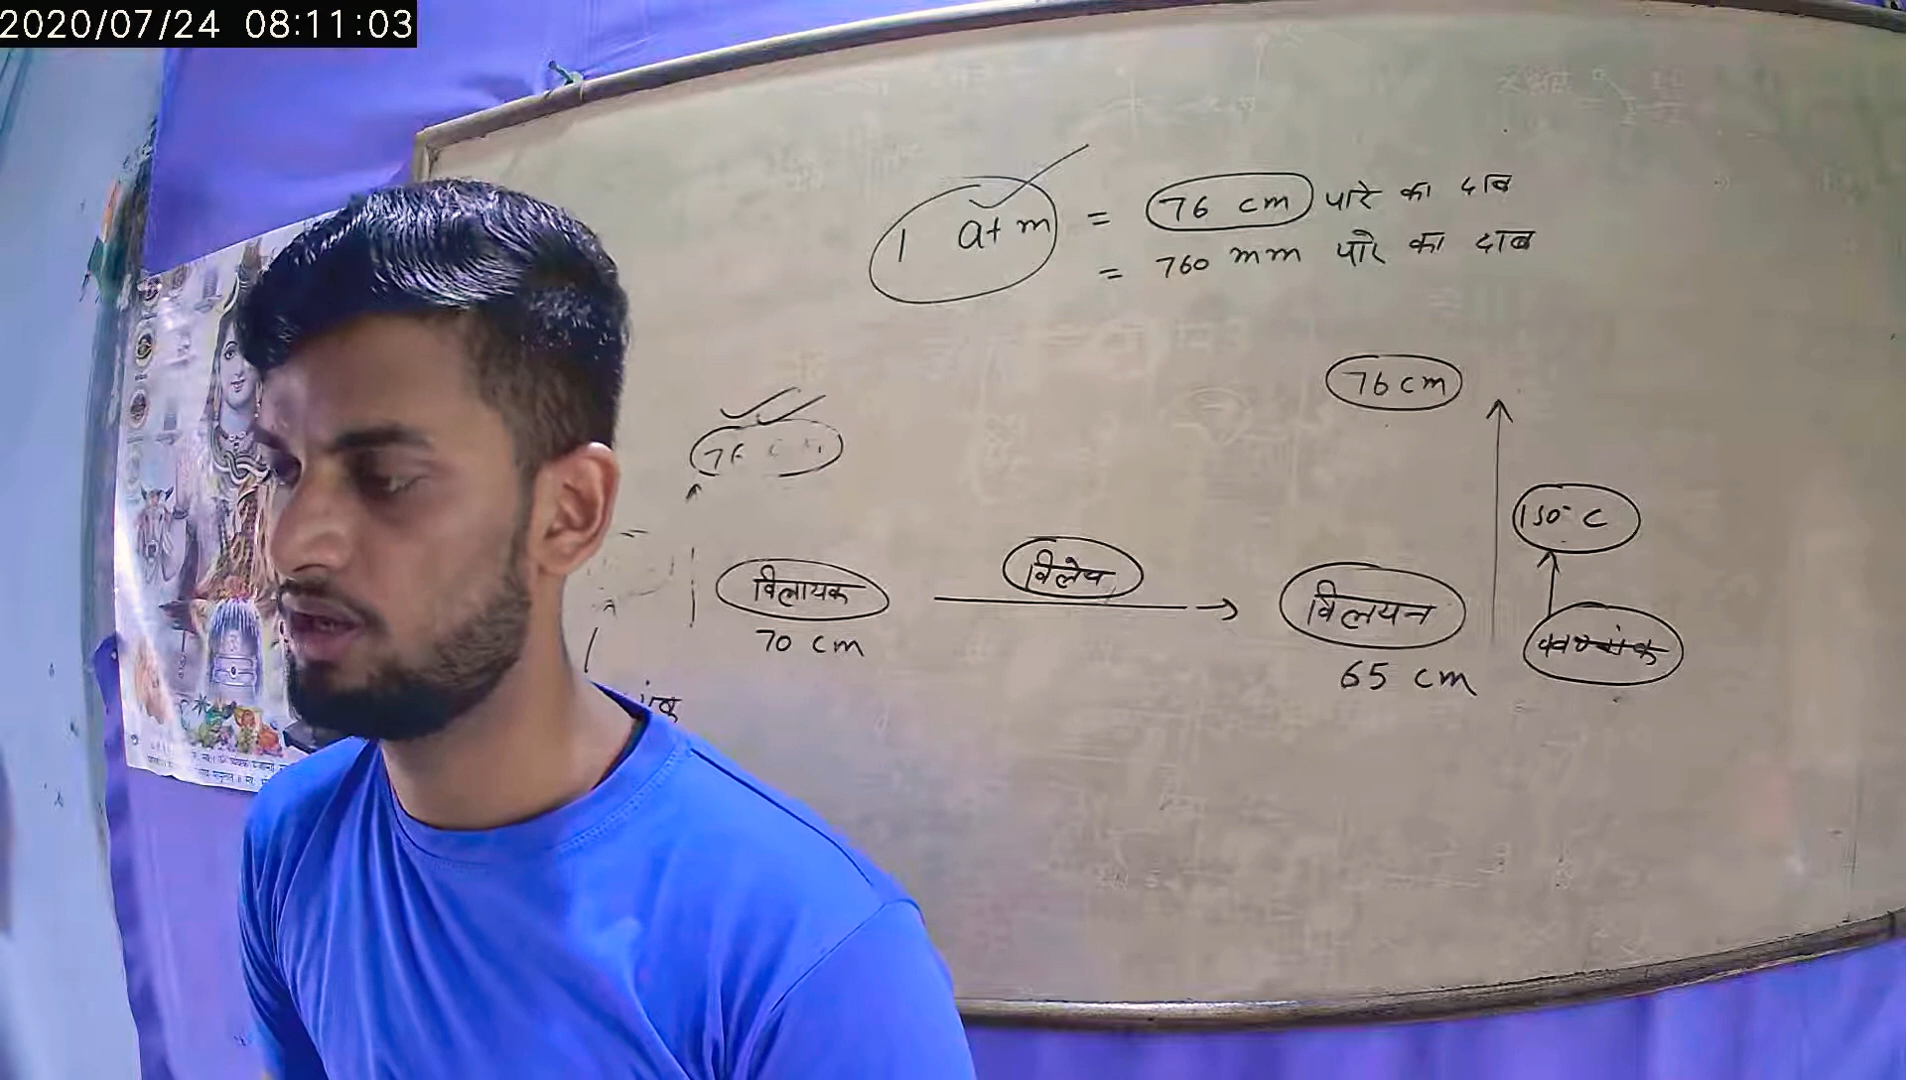 2020/07/24 08:11:03
1 atm = 76 cm पारे का दाब
= 760 mm पारे का दाब
76 cm
150° C
विलायक
विलेय
विलयन
क्वथनांक
70 cm
65 cm